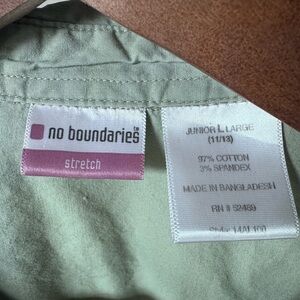 no boundaries
stretch
JUNIOR L LARGE
(11/13)
97% COTTON
3% SPANDEX
MADE IN BANGLADESH
RN # 52469